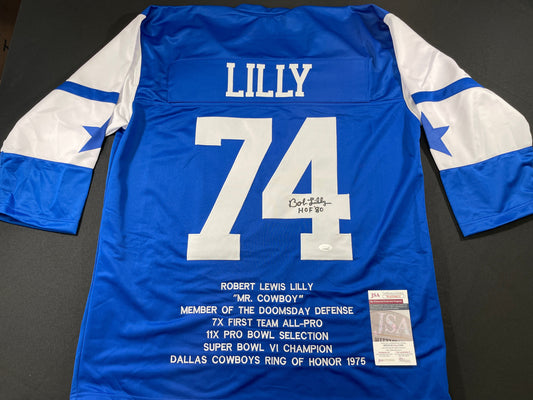 LILLY
74
Bob Lilly
HOF'80
ROBERT LEWIS LILLY
"MR. COWBOY"
MEMBER OF THE DOOMSDAY DEFENSE
7X FIRST TEAM ALL-PRO
11X PRO BOWL SELECTION
SUPER BOWL VI CHAMPION
DALLAS COWBOYS RING OF HONOR 1975
JSA
JSA